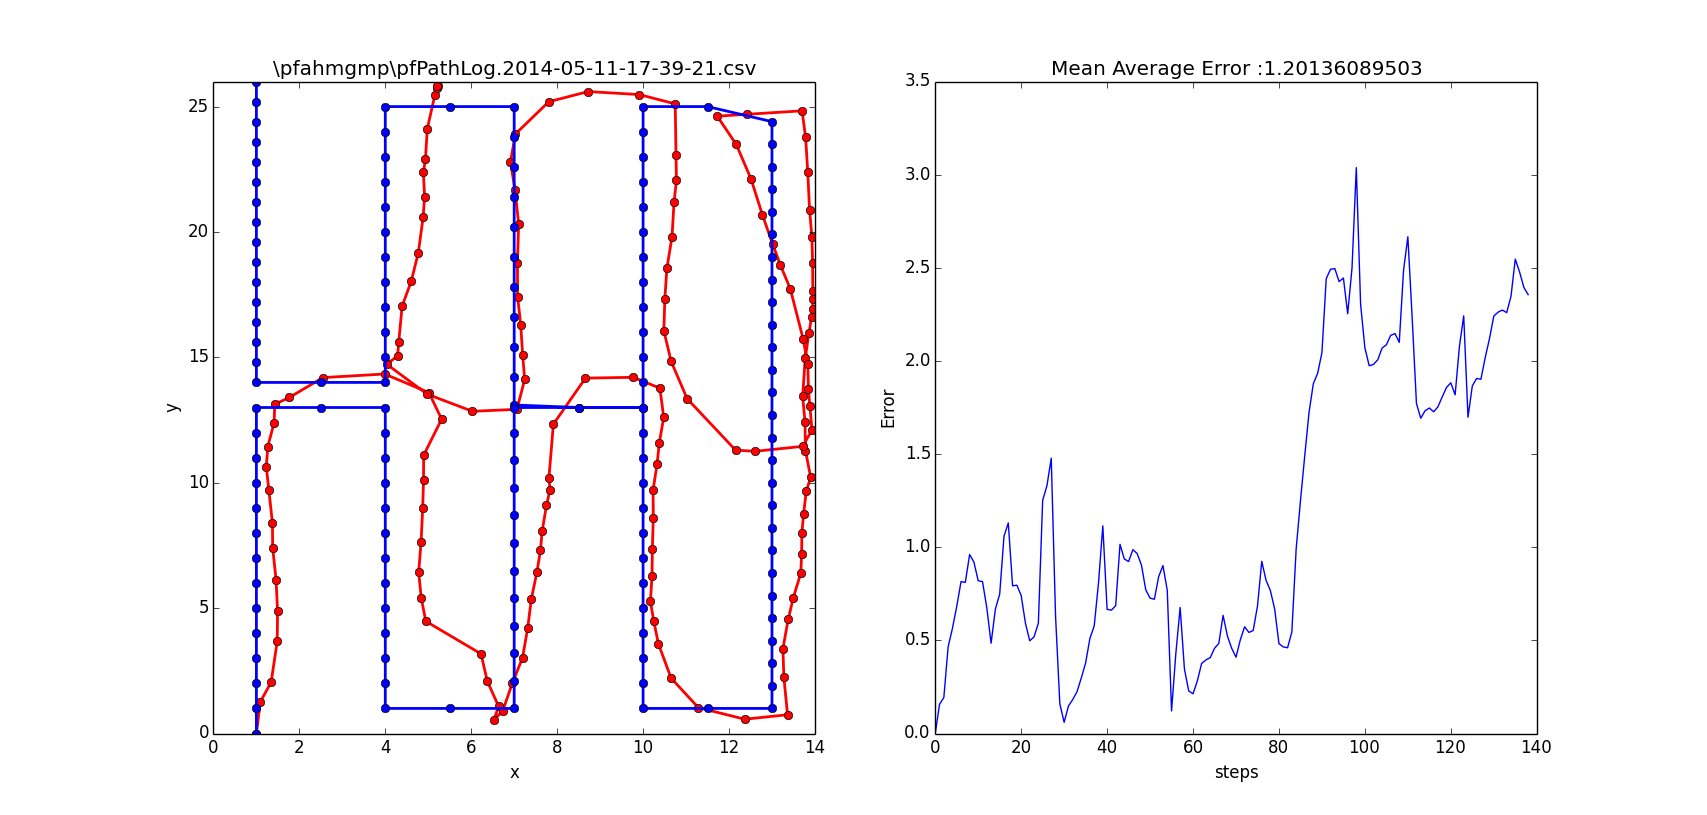 \pfahmgmp\pfPathLog.2014-05-11-17-39-21.csv
25
20
15
10
5
0
0 2 4 6 8 10 12 14
x
y
Mean Average Error :1.20136089503
3.5
3.0
2.5
2.0
1.5
1.0
0.5
0.0
0 20 40 60 80 100 120 140
steps
Error